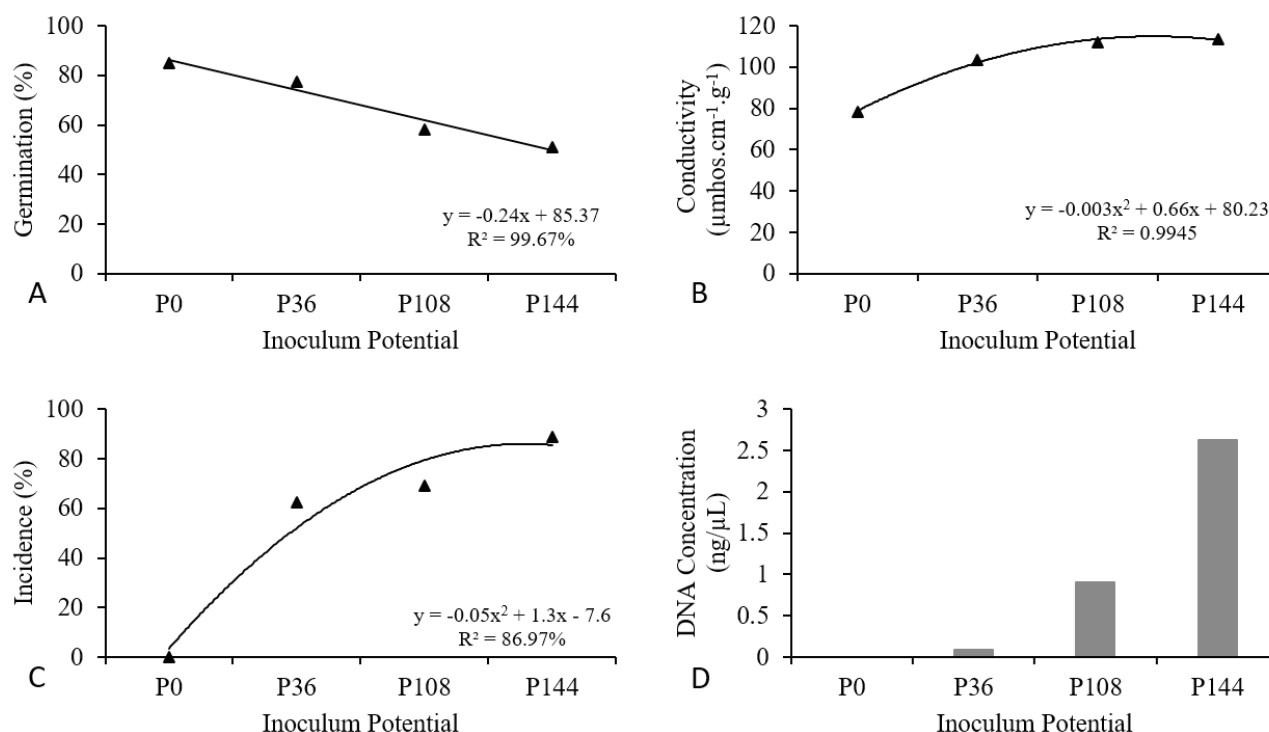 100
80
60
40
20
0
Germination (%)
y = -0.24x + 85.37
R² = 99.67%
P0 P36 P108 P144
Inoculum Potential
A
120
100
80
60
40
20
0
Conductivity
(µmhos.cm⁻¹.g⁻¹)
y = -0.003x² + 0.66x + 80.23
R² = 0.9945
P0 P36 P108 P144
Inoculum Potential
B
100
80
60
40
20
0
Incidence (%)
y = -0.05x² + 1.3x - 7.6
R² = 86.97%
P0 P36 P108 P144
Inoculum Potential
C
3
2.5
2
1.5
1
0.5
0
DNA Concentration
(ng/µL)
P0 P36 P108 P144
Inoculum Potential
D